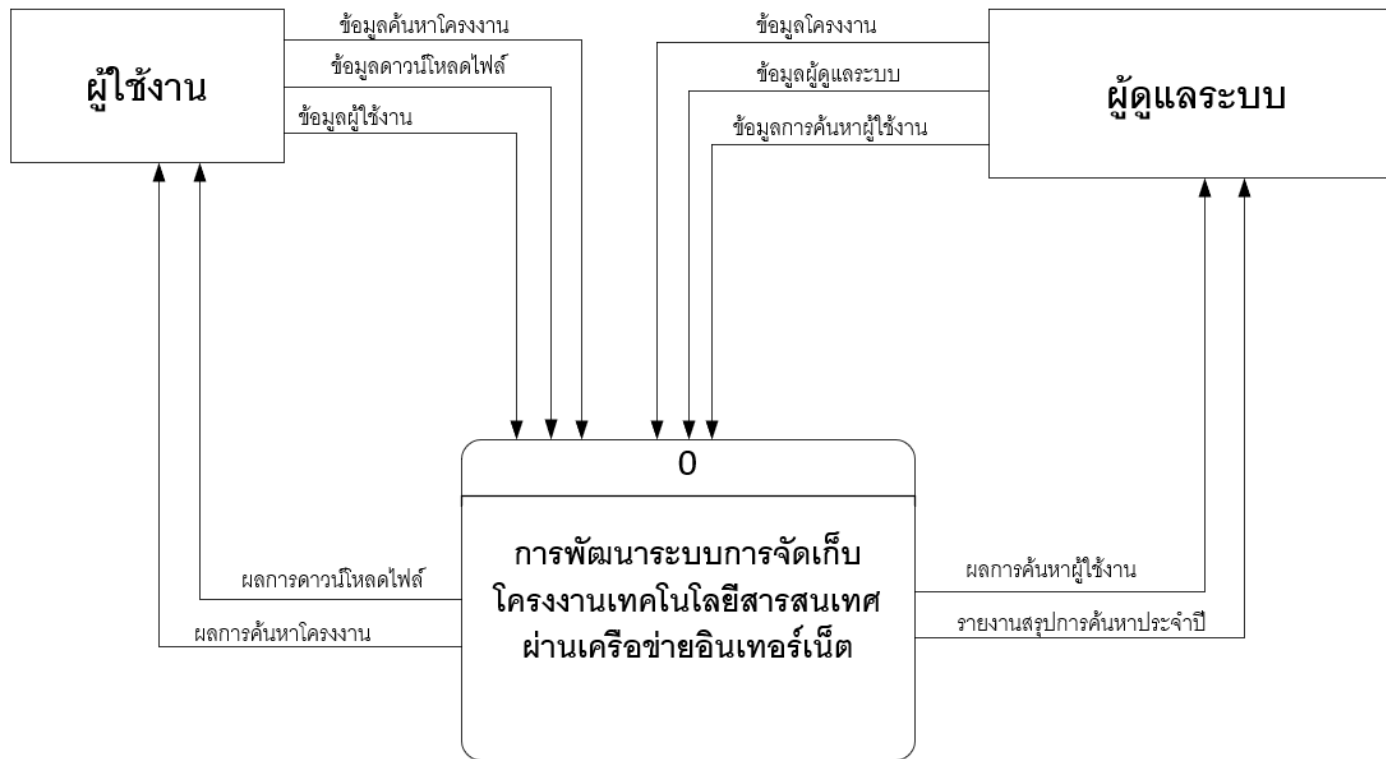 ข้อมูลค้นหาโครงงาน
ข้อมูลดาวน์โหลดไฟล์
ข้อมูลผู้ใช้งาน
ผู้ใช้งาน
ข้อมูลโครงงาน
ข้อมูลผู้ดูแลระบบ
ข้อมูลการค้นหาผู้ใช้งาน
ผู้ดูแลระบบ
0
การพัฒนาระบบการจัดเก็บ
โครงงานเทคโนโลยีสารสนเทศ
ผ่านเครือข่ายอินเทอร์เน็ต
ผลการดาวน์โหลดไฟล์
ผลการค้นหาโครงงาน
ผลการค้นหาผู้ใช้งาน
รายงานสรุปการค้นหาประจำปี